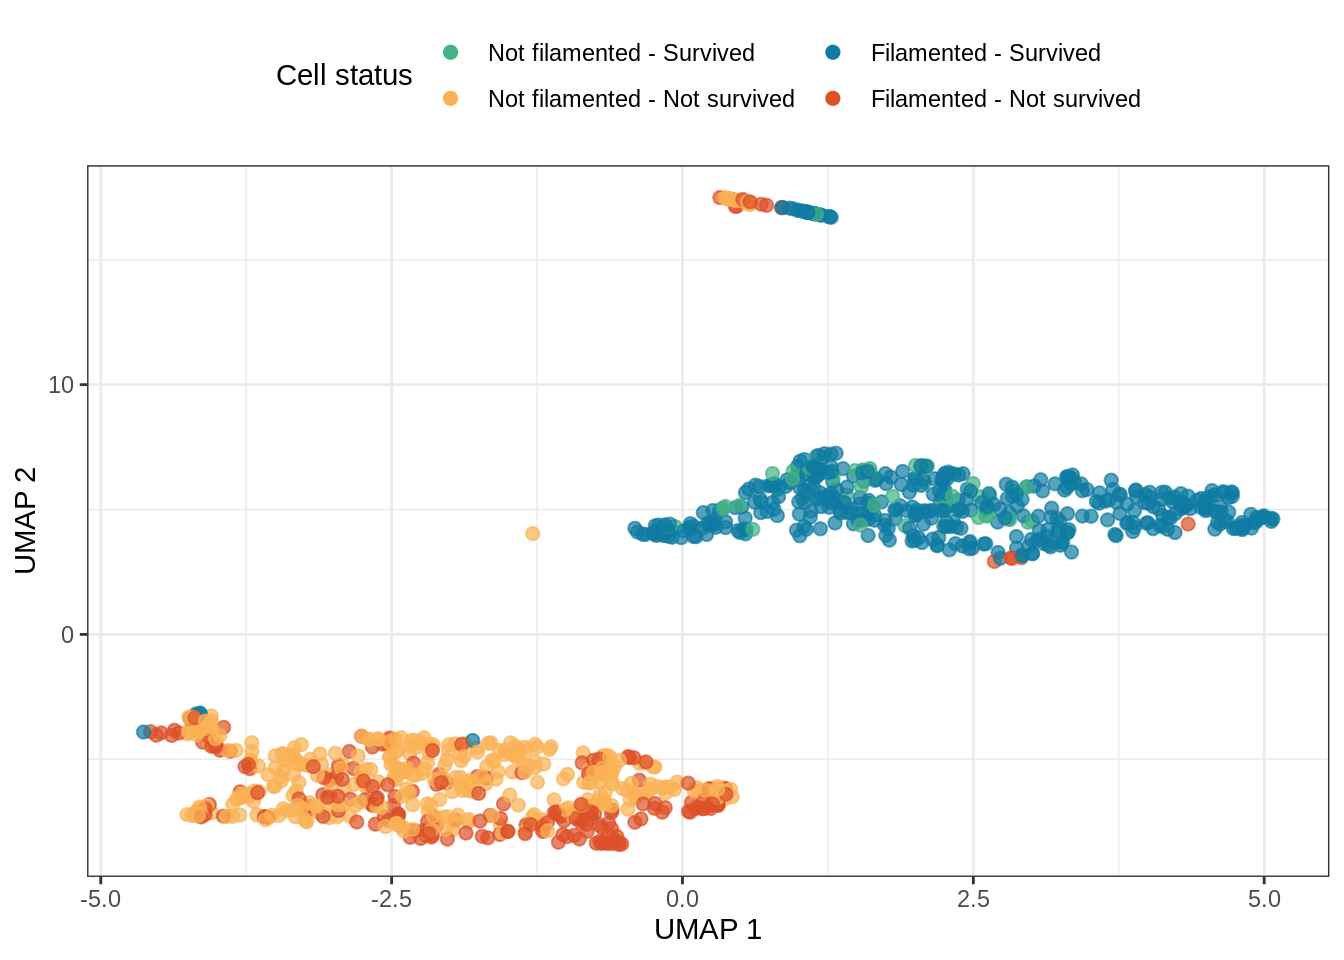 Cell status
Not filamented - Survived
Filamented - Survived
Not filamented - Not survived
Filamented - Not survived
UMAP 2
10
0
-5.0
-2.5
0.0
2.5
5.0
UMAP 1